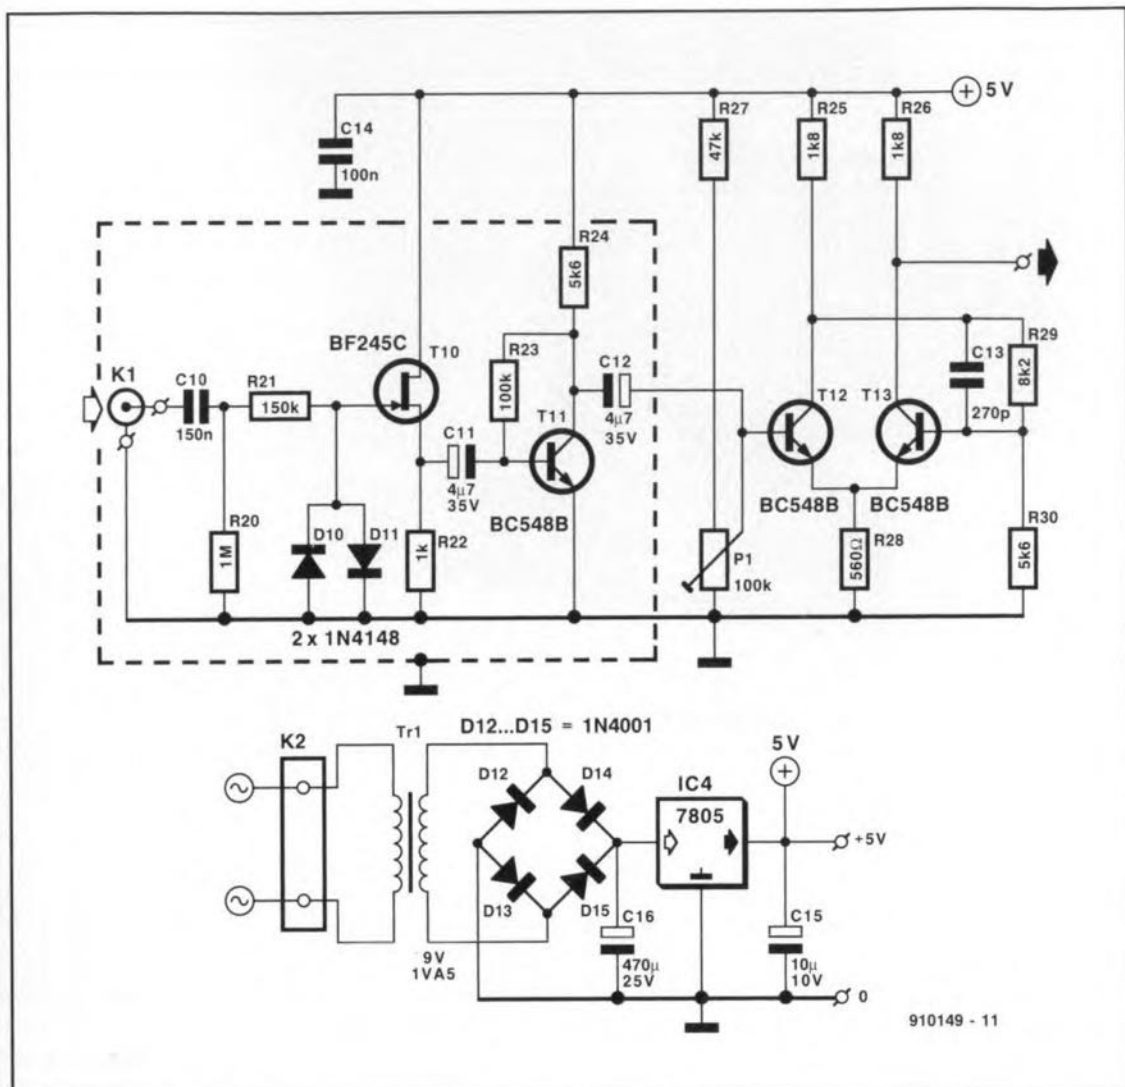 5 V
R27
47k
R25
1k8
R26
1k8
C14
100n
R24
5k6
BF245C
T10
R23
100k
C12
4µ7
35V
R29
8k2
C13
270p
K1
C10
150n
R21
150k
C11
4µ7
35V
T11
BC548B
T12
T13
BC548B
BC548B
R20
1M
D10
D11
R22
1k
P1
100k
R28
560Ω
R30
5k6
2 x 1N4148
D12...D15 = 1N4001
K2
Tr1
5 V
D12
D14
IC4
7805
+5V
D13
D15
C16
470µ
25V
C15
10µ
10V
9V
1VA5
0
910149 - 11